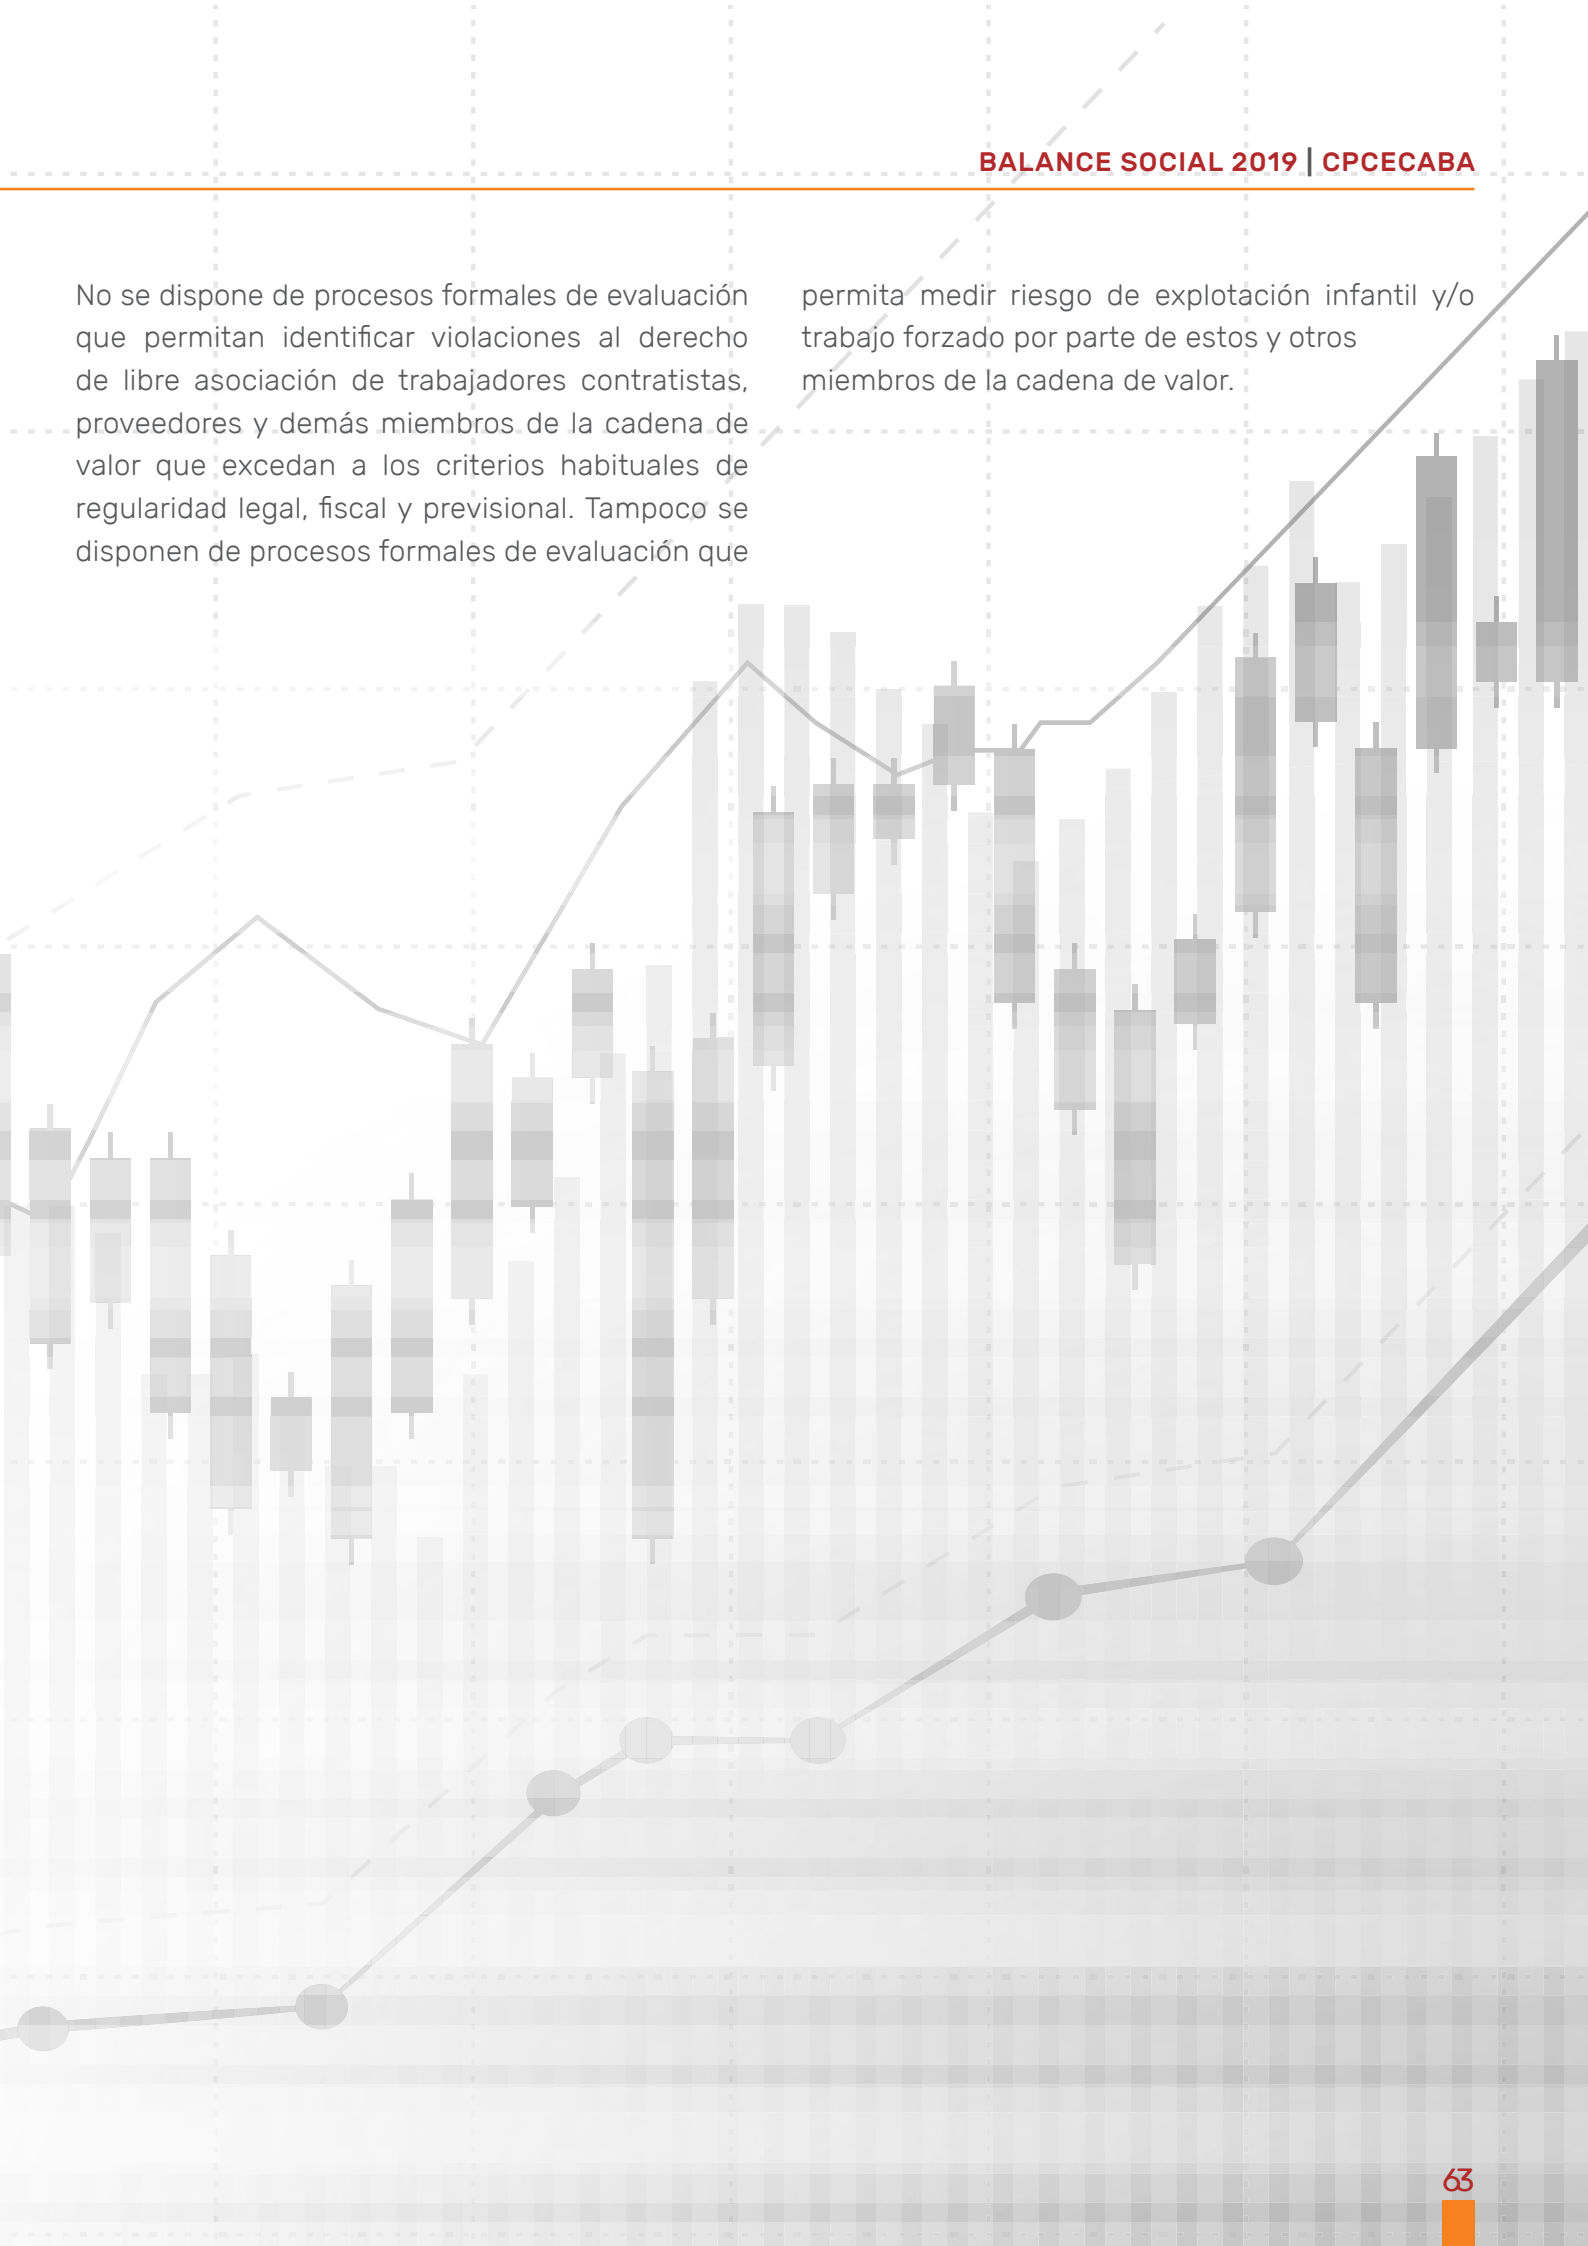 BALANCE SOCIAL 2019 | CPCECABA
No se dispone de procesos formales de evaluación
que permitan identificar violaciones al derecho
de libre asociación de trabajadores contratistas,
proveedores y demás miembros de la cadena de
valor que excedan a los criterios habituales de
regularidad legal, fiscal y previsional. Tampoco se
disponen de procesos formales de evaluación que
permita medir riesgo de explotación infantil y/o
trabajo forzado por parte de estos y otros
miembros de la cadena de valor.
63